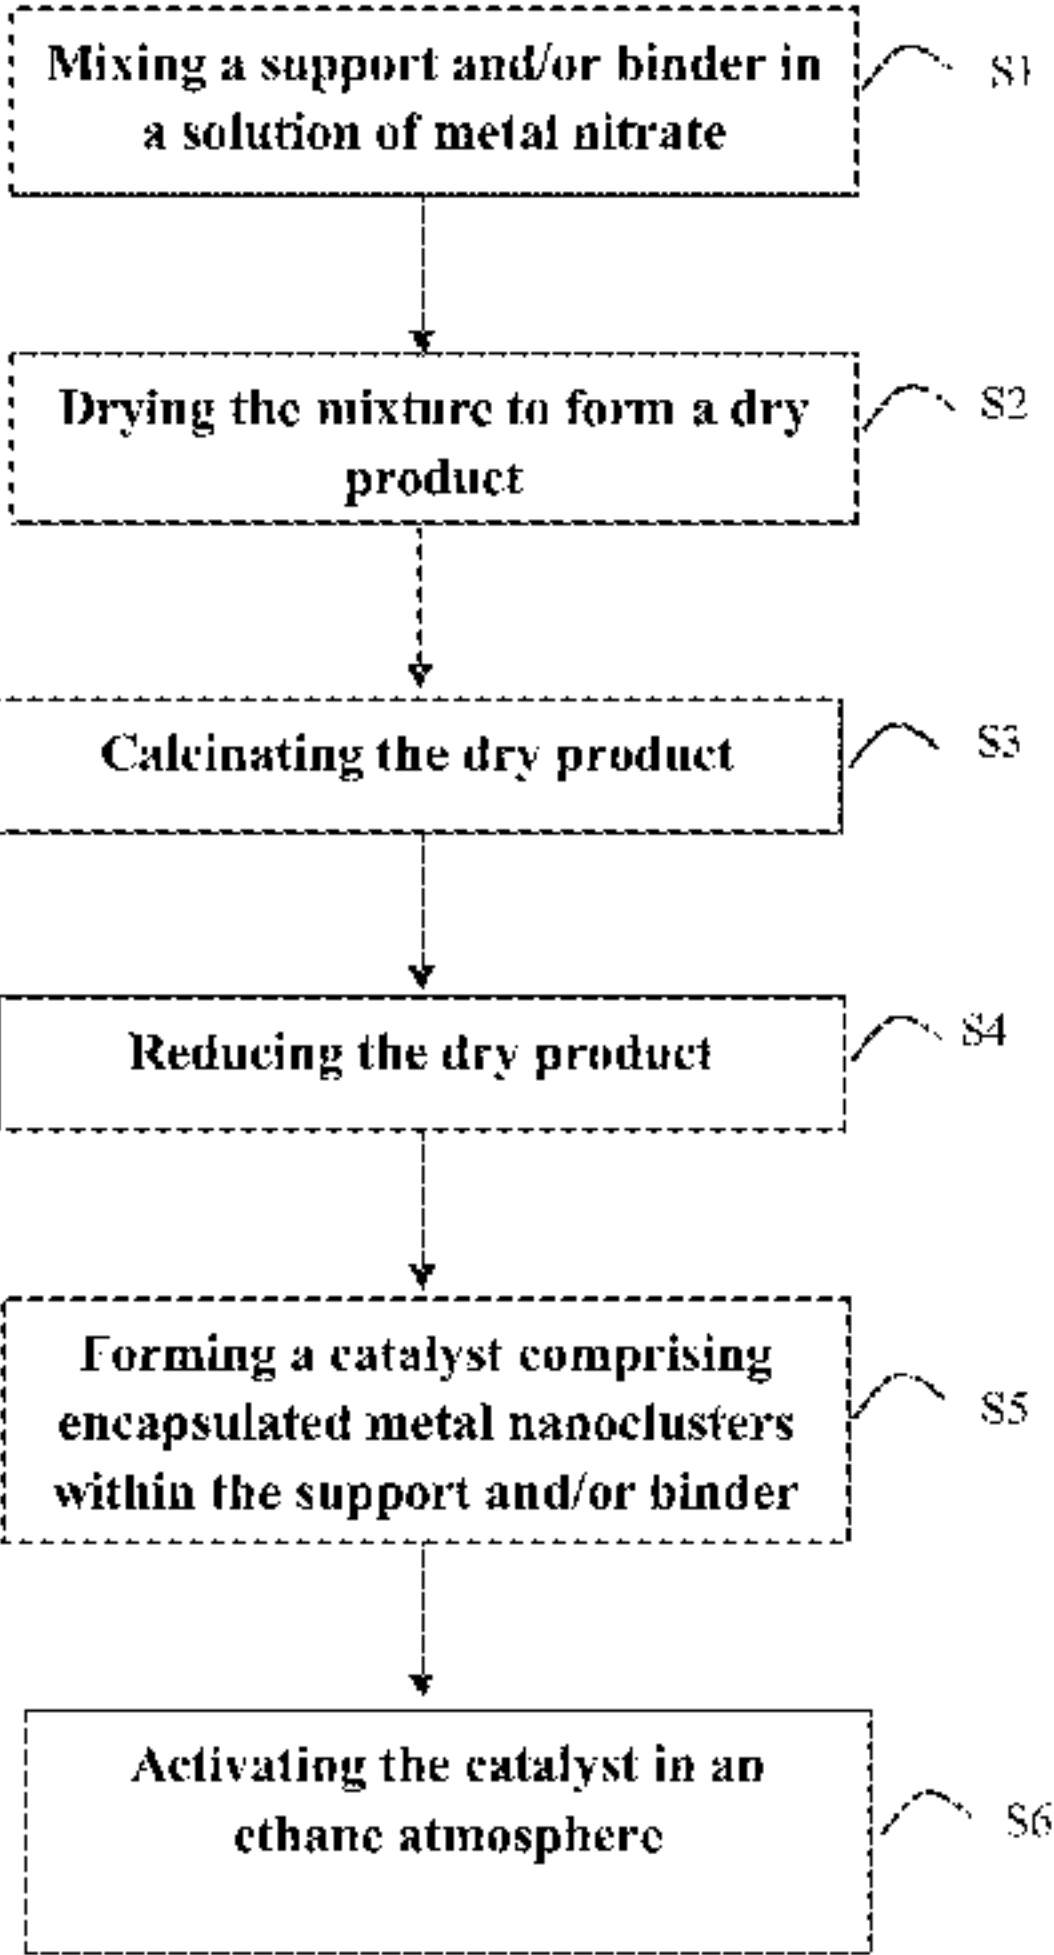 Mixing a support and/or binder in
a solution of metal nitrate
S1
Drying the mixture to form a dry
product
S2
Calcinating the dry product
S3
Reducing the dry product
S4
Forming a catalyst comprising
encapsulated metal nanoclusters
within the support and/or binder
S5
Activating the catalyst in an
ethane atmosphere
S6